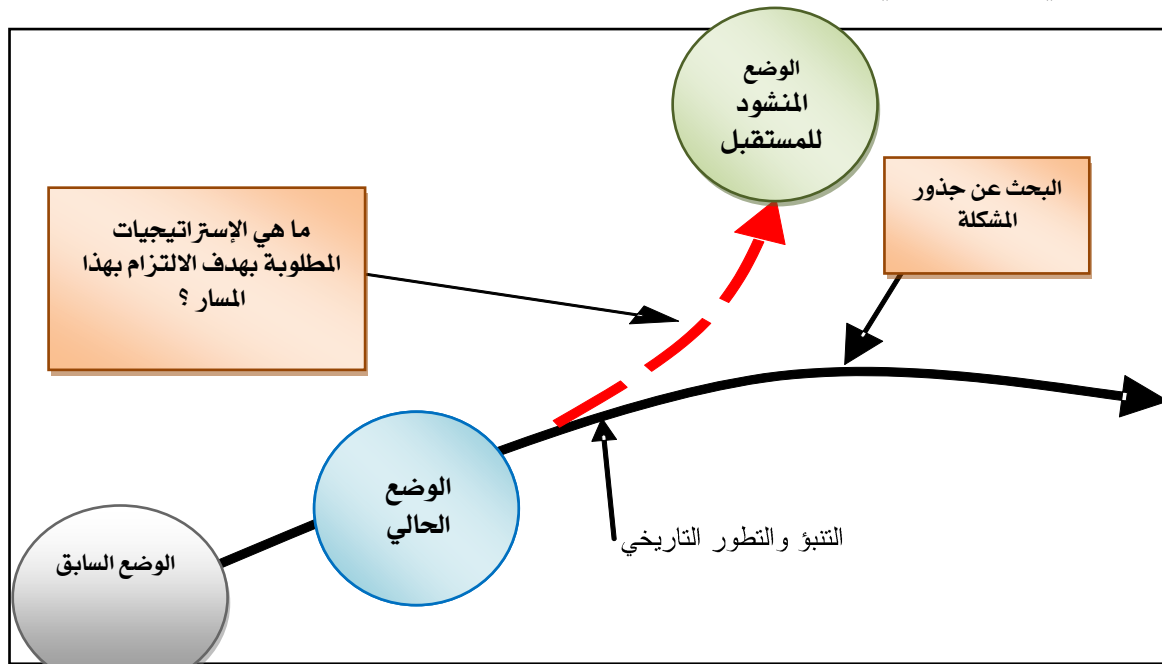 الوضع
المنشود
للمستقبل
البحث عن جذور
المشكلة
ما هي الإستراتيجيات
المطلوبة بهدف الالتزام بهذا
المسار ؟
الوضع
الحالي
التنبؤ والتطور التاريخي
الوضع السابق